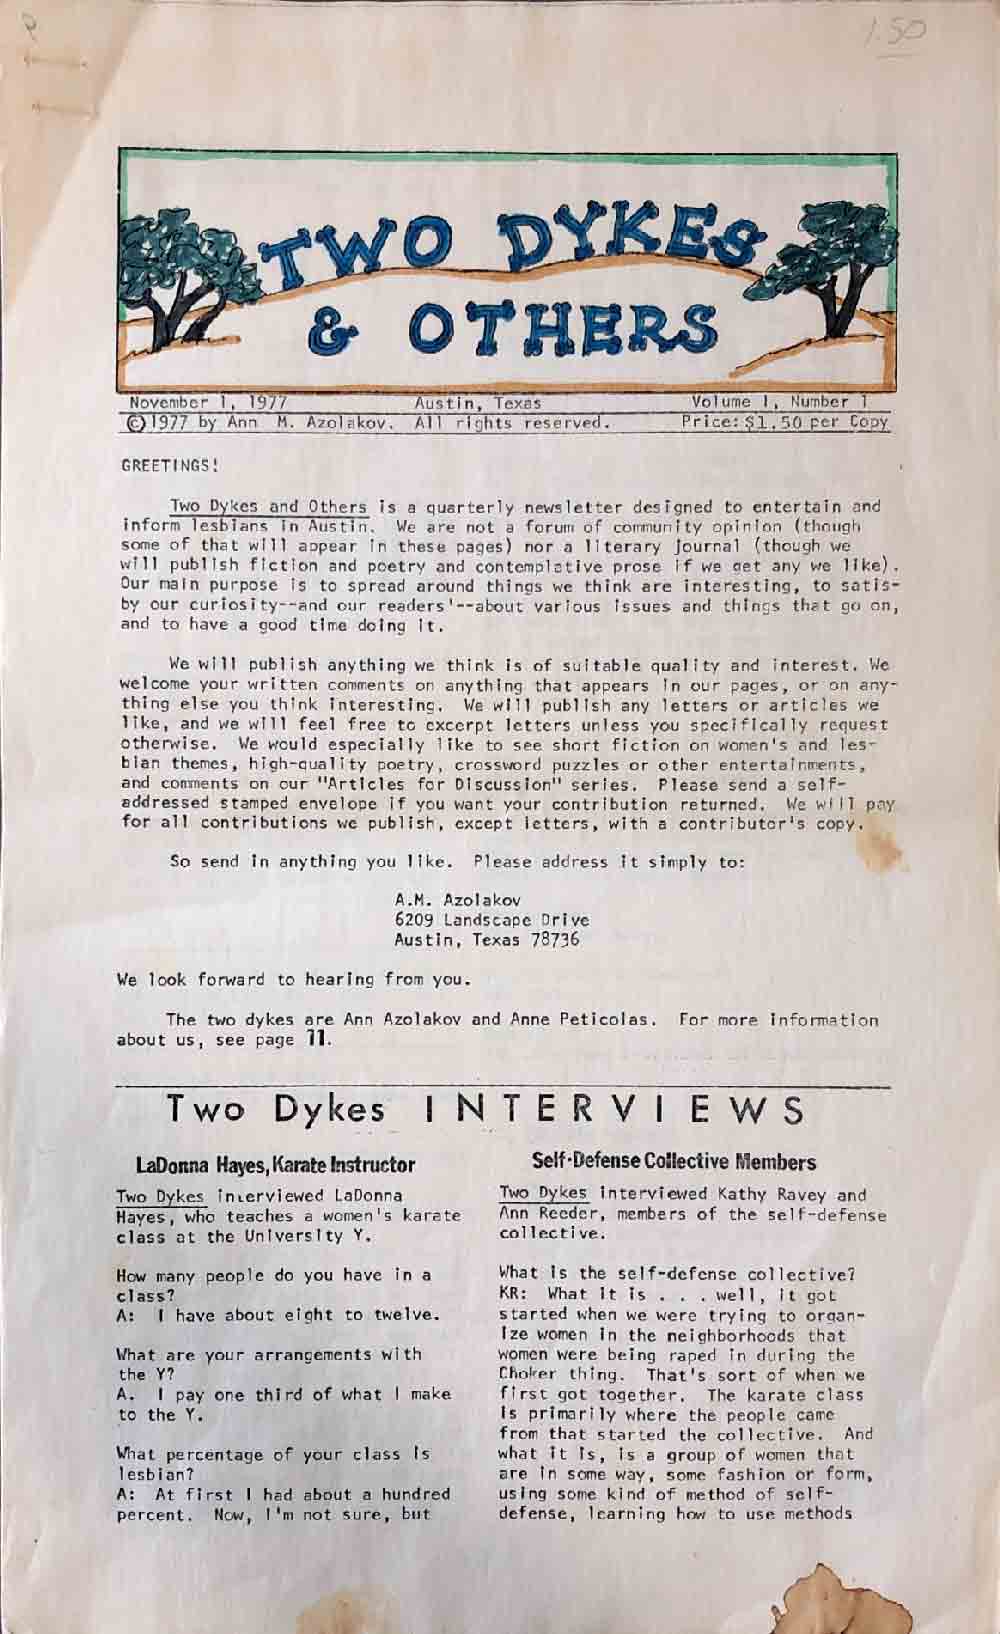 1.50
TWO DYKES
& OTHERS
November 1, 1977 Austin, Texas Volume 1, Number 1
©1977 by Ann M. Azolakov. All rights reserved. Price: $1.50 per Copy
GREETINGS!
Two Dykes and Others is a quarterly newsletter designed to entertain and
inform lesbians in Austin. We are not a forum of community opinion (though
some of that will appear in these pages) nor a literary journal (though we
will publish fiction and poetry and contemplative prose if we get any we like).
Our main purpose is to spread around things we think are interesting, to satis-
by our curiosity--and our readers'--about various issues and things that go on,
and to have a good time doing it.
We will publish anything we think is of suitable quality and interest. We
welcome your written comments on anything that appears in our pages, or on any-
thing else you think interesting. We will publish any letters or articles we
like, and we will feel free to excerpt letters unless you specifically request
otherwise. We would especially like to see short fiction on women's and les-
bian themes, high-quality poetry, crossword puzzles or other entertainments,
and comments on our "Articles for Discussion" series. Please send a self-
addressed stamped envelope if you want your contribution returned. We will pay
for all contributions we publish, except letters, with a contributor's copy.
So send in anything you like. Please address it simply to:
A.M. Azolakov
6209 Landscape Drive
Austin, Texas 78736
We look forward to hearing from you.
The two dykes are Ann Azolakov and Anne Peticolas. For more information
about us, see page 11.
Two Dykes INTERVIEWS
LaDonna Hayes, Karate Instructor
Two Dykes interviewed LaDonna
Hayes, who teaches a women's karate
class at the University Y.
How many people do you have in a
class?
A: I have about eight to twelve.
What are your arrangements with
the Y?
A. I pay one third of what I make
to the Y.
What percentage of your class is
lesbian?
A: At first I had about a hundred
percent. Now, I'm not sure, but
Self-Defense Collective Members
Two Dykes interviewed Kathy Ravey and
Ann Reeder, members of the self-defense
collective.
What is the self-defense collective?
KR: What it is . . . well, it got
started when we were trying to organ-
ize women in the neighborhoods that
women were being raped in during the
Choker thing. That's sort of when we
first got together. The karate class
is primarily where the people came
from that started the collective. And
what it is, is a group of women that
are in some way, some fashion or form,
using some kind of method of self-
defense, learning how to use methods